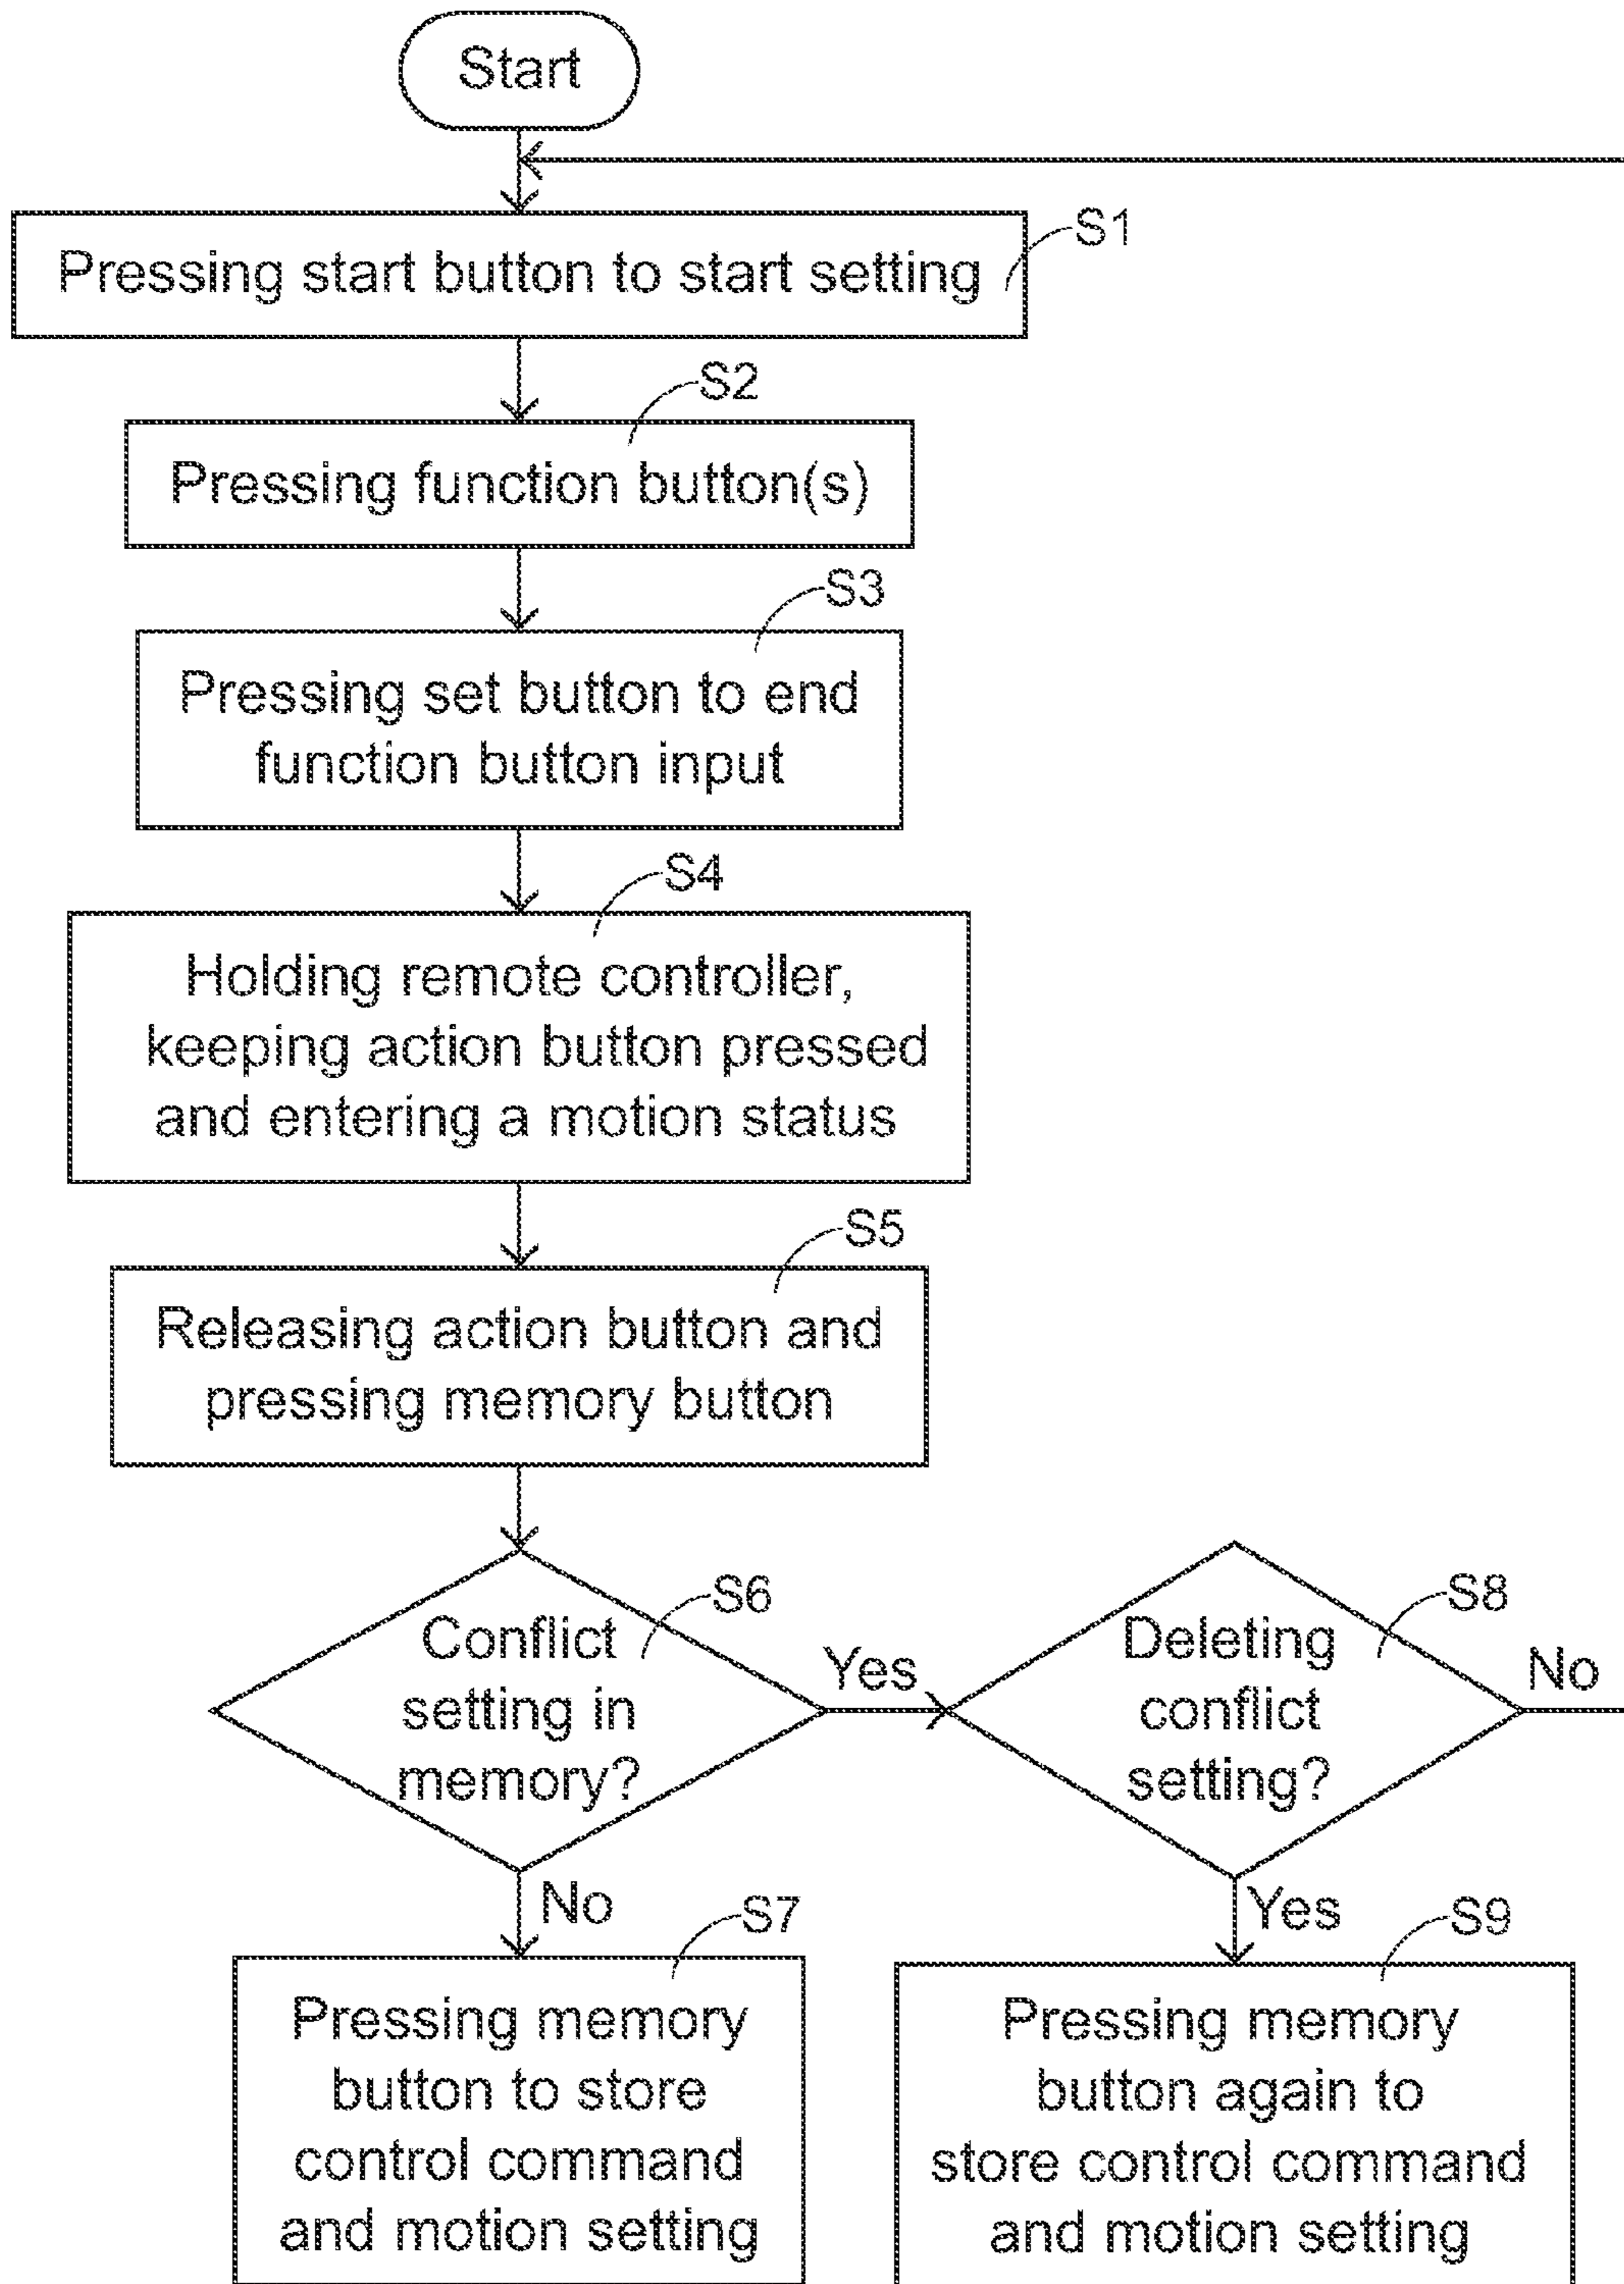 Start
S1
Pressing start button to start setting
S2
Pressing function button(s)
S3
Pressing set button to end
function button input
S4
Holding remote controller,
keeping action button pressed
and entering a motion status
S5
Releasing action button and
pressing memory button
S6
Conflict
setting in
memory?
Yes
S8
Deleting
conflict
setting?
No
No
S7
Pressing memory
button to store
control command
and motion setting
Yes
S9
Pressing memory
button again to
store control command
and motion setting